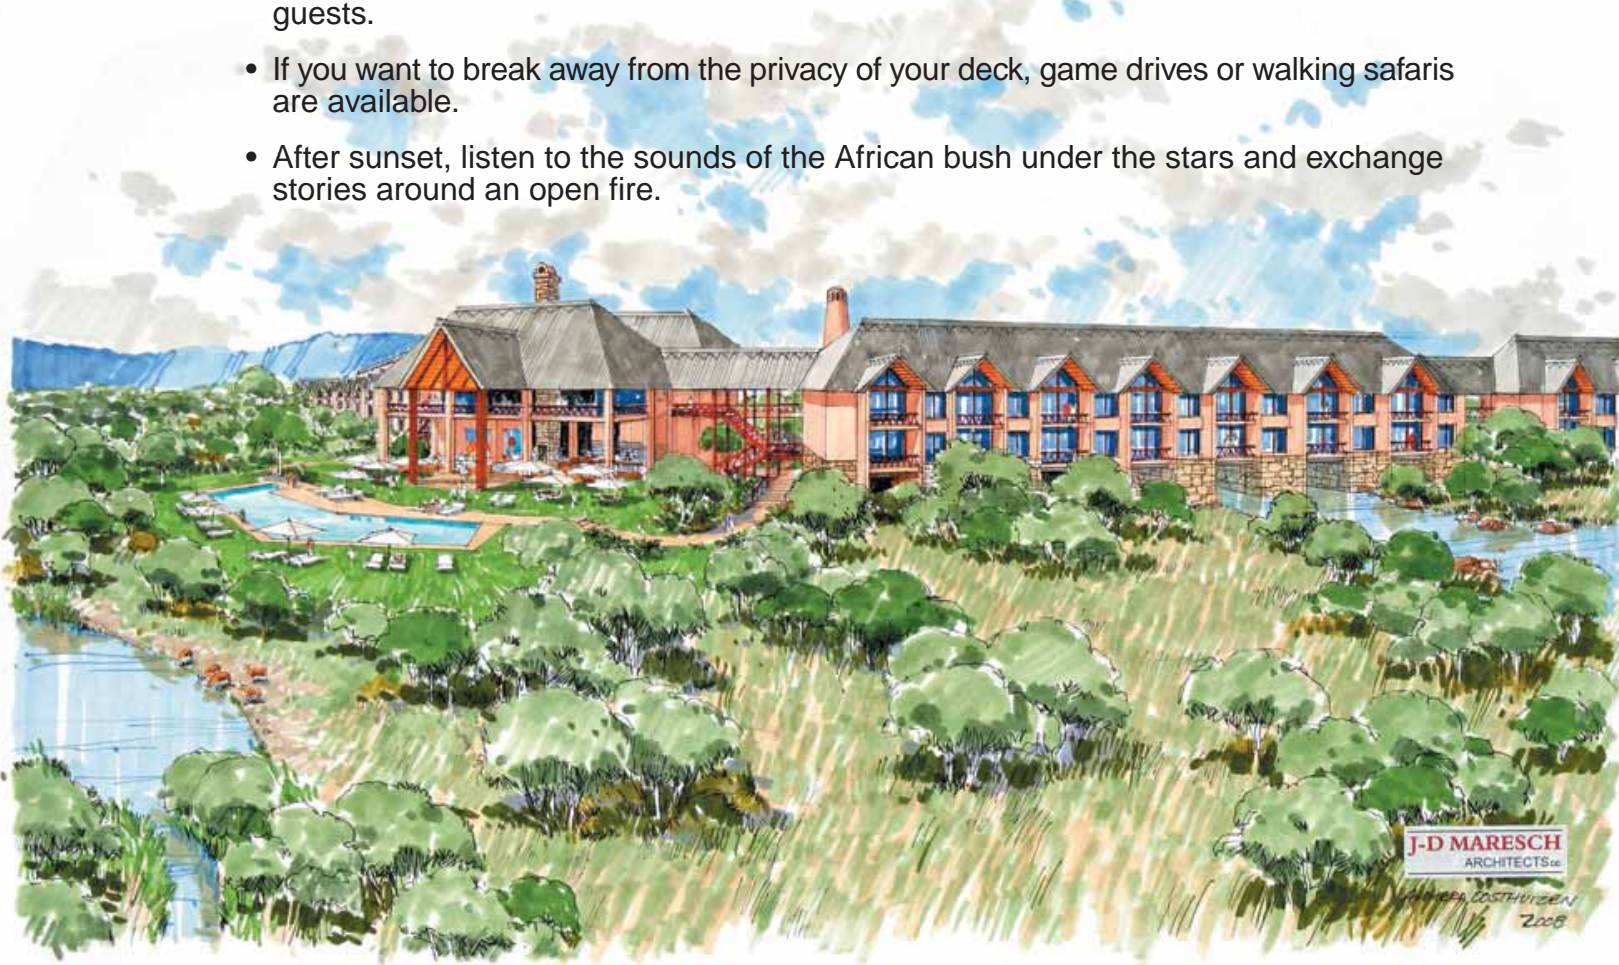 guests.
• If you want to break away from the privacy of your deck, game drives or walking safaris
are available.
• After sunset, listen to the sounds of the African bush under the stars and exchange
stories around an open fire.
J-D MARESCH
ARCHITECTS cc
OOSTHUIZEN
2008